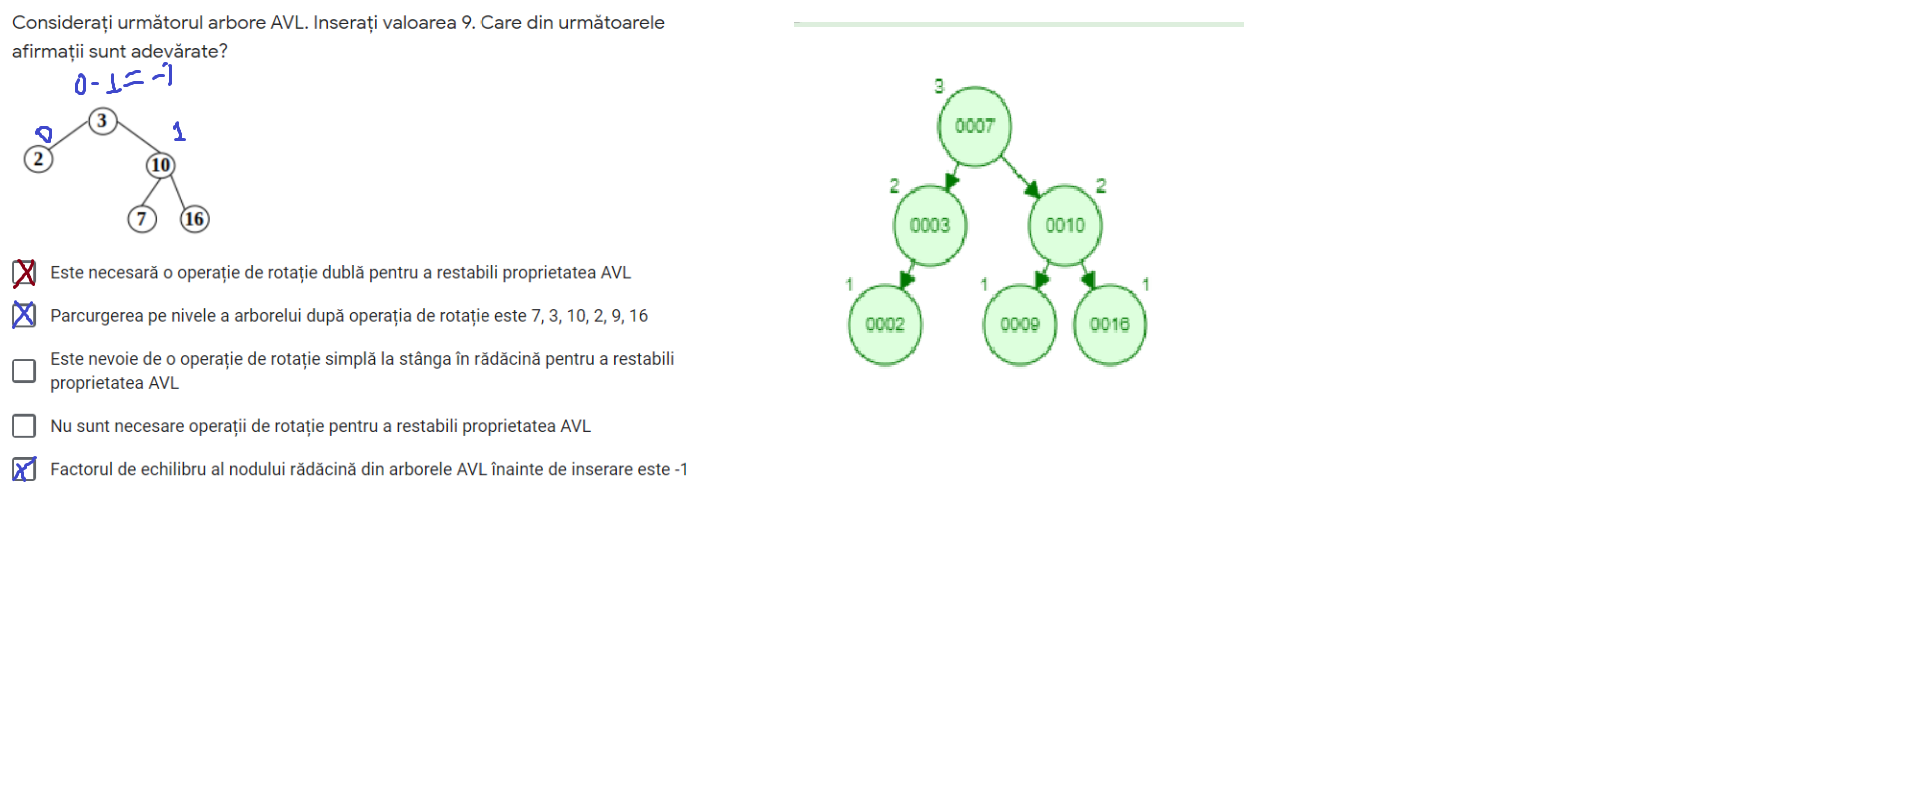 Considerați următorul arbore AVL. Inserați valoarea 9. Care din următoarele
afirmații sunt adevărate?
0-1=-1
3
0
1
2
10
7
16
Este necesară o operație de rotație dublă pentru a restabili proprietatea AVL
Parcurgerea pe nivele a arborelui după operația de rotație este 7, 3, 10, 2, 9, 16
Este nevoie de o operație de rotație simplă la stânga în rădăcină pentru a restabili
proprietatea AVL
Nu sunt necesare operații de rotație pentru a restabili proprietatea AVL
Factorul de echilibru al nodului rădăcină din arborele AVL înainte de inserare este -1
3
0007
2
2
0003
0010
1
1
1
0002
0009
0016